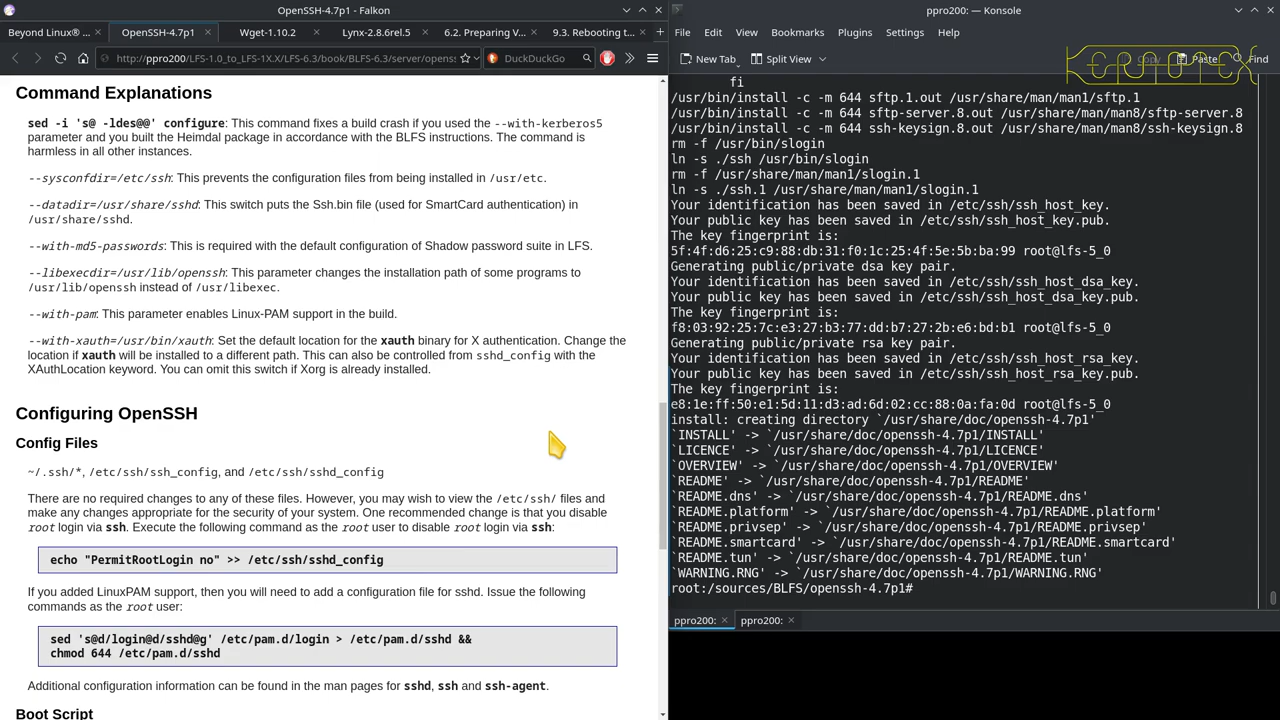 OpenSSH-4.7p1 - Falkon
Beyond Linux® ...
OpenSSH-4.7p1
Wget-1.10.2
Lynx-2.8.6rel.5
6.2. Preparing V...
9.3. Rebooting t...
http://ppro200/LFS-1.0_to_LFS-1X.X/LFS-6.3/book/BLFS-6.3/server/openss
DuckDuckGo
Command Explanations
sed -i 's@ -ldes@@' configure: This command fixes a build crash if you used the --with-kerberos5
parameter and you built the Heimdal package in accordance with the BLFS instructions. The command is
harmless in all other instances.
--sysconfdir=/etc/ssh: This prevents the configuration files from being installed in /usr/etc.
--datadir=/usr/share/sshd: This switch puts the Ssh.bin file (used for SmartCard authentication) in
/usr/share/sshd.
--with-md5-passwords: This is required with the default configuration of Shadow password suite in LFS.
--libexecdir=/usr/lib/openssh: This parameter changes the installation path of some programs to
/usr/lib/openssh instead of /usr/libexec.
--with-pam: This parameter enables Linux-PAM support in the build.
--with-xauth=/usr/bin/xauth: Set the default location for the xauth binary for X authentication. Change the
location if xauth will be installed to a different path. This can also be controlled from sshd_config with the
XAuthLocation keyword. You can omit this switch if Xorg is already installed.
Configuring OpenSSH
Config Files
~/.ssh/*, /etc/ssh/ssh_config, and /etc/ssh/sshd_config
There are no required changes to any of these files. However, you may wish to view the /etc/ssh/ files and
make any changes appropriate for the security of your system. One recommended change is that you disable
root login via ssh. Execute the following command as the root user to disable root login via ssh:
echo "PermitRootLogin no" >> /etc/ssh/sshd_config
If you added LinuxPAM support, then you will need to add a configuration file for sshd. Issue the following
commands as the root user:
sed 's@d/login@d/sshd@g' /etc/pam.d/login > /etc/pam.d/sshd &&
chmod 644 /etc/pam.d/sshd
Additional configuration information can be found in the man pages for sshd, ssh and ssh-agent.
Boot Script
ppro200: — Konsole
File Edit View Bookmarks Plugins Settings Help
New Tab Split View Copy Paste Find
fi
/usr/bin/install -c -m 644 sftp.1.out /usr/share/man/man1/sftp.1
/usr/bin/install -c -m 644 sftp-server.8.out /usr/share/man/man8/sftp-server.8
/usr/bin/install -c -m 644 ssh-keysign.8.out /usr/share/man/man8/ssh-keysign.8
rm -f /usr/bin/slogin
ln -s ./ssh /usr/bin/slogin
rm -f /usr/share/man/man1/slogin.1
ln -s ./ssh.1 /usr/share/man/man1/slogin.1
Your identification has been saved in /etc/ssh/ssh_host_key.
Your public key has been saved in /etc/ssh/ssh_host_key.pub.
The key fingerprint is:
5f:4f:d6:25:c9:88:db:31:f0:1c:25:4f:5e:5b:ba:99 root@lfs-5_0
Generating public/private dsa key pair.
Your identification has been saved in /etc/ssh/ssh_host_dsa_key.
Your public key has been saved in /etc/ssh/ssh_host_dsa_key.pub.
The key fingerprint is:
f8:03:92:25:7c:e3:27:b3:77:dd:b7:27:2b:e6:bd:b1 root@lfs-5_0
Generating public/private rsa key pair.
Your identification has been saved in /etc/ssh/ssh_host_rsa_key.
Your public key has been saved in /etc/ssh/ssh_host_rsa_key.pub.
The key fingerprint is:
e8:1e:ff:50:e1:5d:11:d3:ad:6d:02:cc:88:0a:fa:0d root@lfs-5_0
install: creating directory `/usr/share/doc/openssh-4.7p1'
`INSTALL' -> `/usr/share/doc/openssh-4.7p1/INSTALL'
`LICENCE' -> `/usr/share/doc/openssh-4.7p1/LICENCE'
`OVERVIEW' -> `/usr/share/doc/openssh-4.7p1/OVERVIEW'
`README' -> `/usr/share/doc/openssh-4.7p1/README'
`README.dns' -> `/usr/share/doc/openssh-4.7p1/README.dns'
`README.platform' -> `/usr/share/doc/openssh-4.7p1/README.platform'
`README.privsep' -> `/usr/share/doc/openssh-4.7p1/README.privsep'
`README.smartcard' -> `/usr/share/doc/openssh-4.7p1/README.smartcard'
`README.tun' -> `/usr/share/doc/openssh-4.7p1/README.tun'
`WARNING.RNG' -> `/usr/share/doc/openssh-4.7p1/WARNING.RNG'
root:/sources/BLFS/openssh-4.7p1#
ppro200:
ppro200: